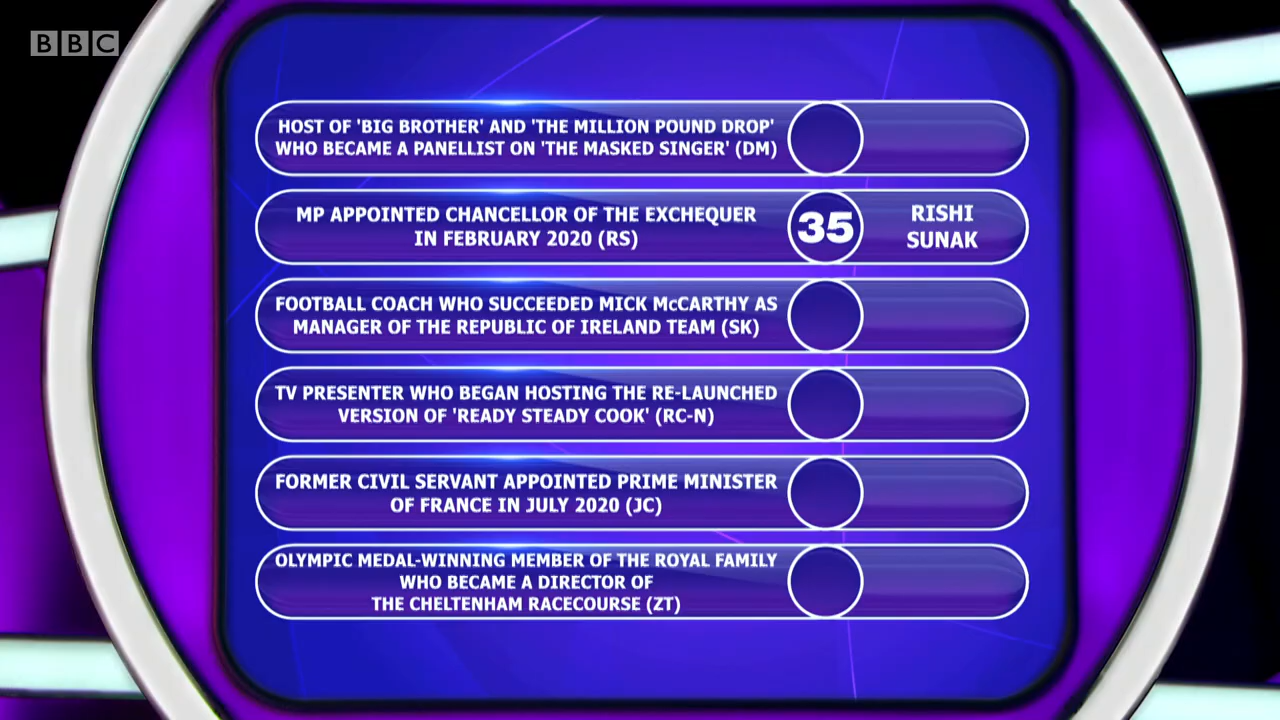 BBC
HOST OF 'BIG BROTHER' AND 'THE MILLION POUND DROP'
WHO BECAME A PANELLIST ON 'THE MASKED SINGER' (DM)
MP APPOINTED CHANCELLOR OF THE EXCHEQUER
IN FEBRUARY 2020 (RS)
35
RISHI
SUNAK
FOOTBALL COACH WHO SUCCEEDED MICK McCARTHY AS
MANAGER OF THE REPUBLIC OF IRELAND TEAM (SK)
TV PRESENTER WHO BEGAN HOSTING THE RE-LAUNCHED
VERSION OF 'READY STEADY COOK' (RC-N)
FORMER CIVIL SERVANT APPOINTED PRIME MINISTER
OF FRANCE IN JULY 2020 (JC)
OLYMPIC MEDAL-WINNING MEMBER OF THE ROYAL FAMILY
WHO BECAME A DIRECTOR OF
THE CHELTENHAM RACECOURSE (ZT)